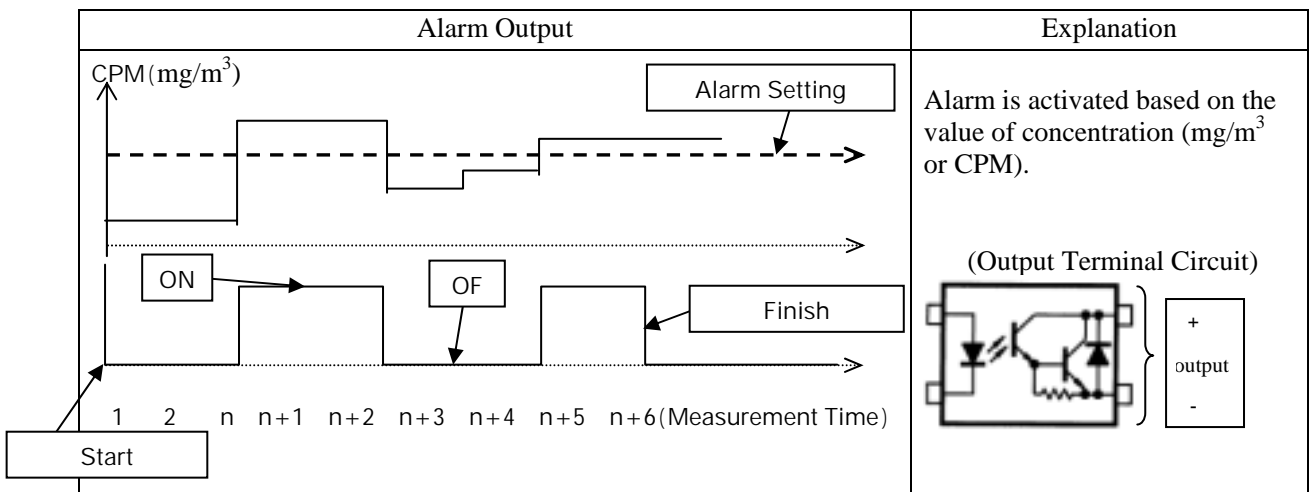 Alarm Output
Explanation
CPM(mg/m³)
Alarm Setting
Alarm is activated based on the
value of concentration (mg/m³
or CPM).
ON
OF
Finish
(Output Terminal Circuit)
+
output
-
1 2 n n+1 n+2 n+3 n+4 n+5 n+6(Measurement Time)
Start